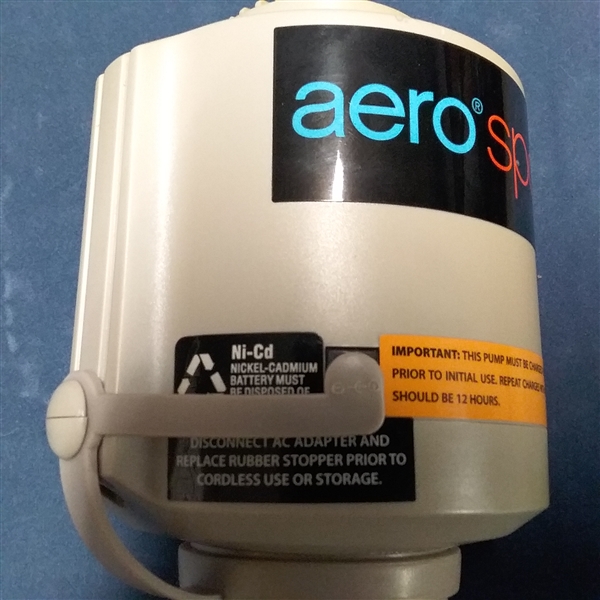 aero® sp
Ni-Cd
NICKEL-CADMIUM
BATTERY MUST
BE DISPOSED OF
IMPORTANT: THIS PUMP MUST BE
PRIOR TO INITIAL USE. REPEAT CHARGES
SHOULD BE 12 HOURS.
DISCONNECT AC ADAPTER AND
REPLACE RUBBER STOPPER PRIOR TO
CORDLESS USE OR STORAGE.